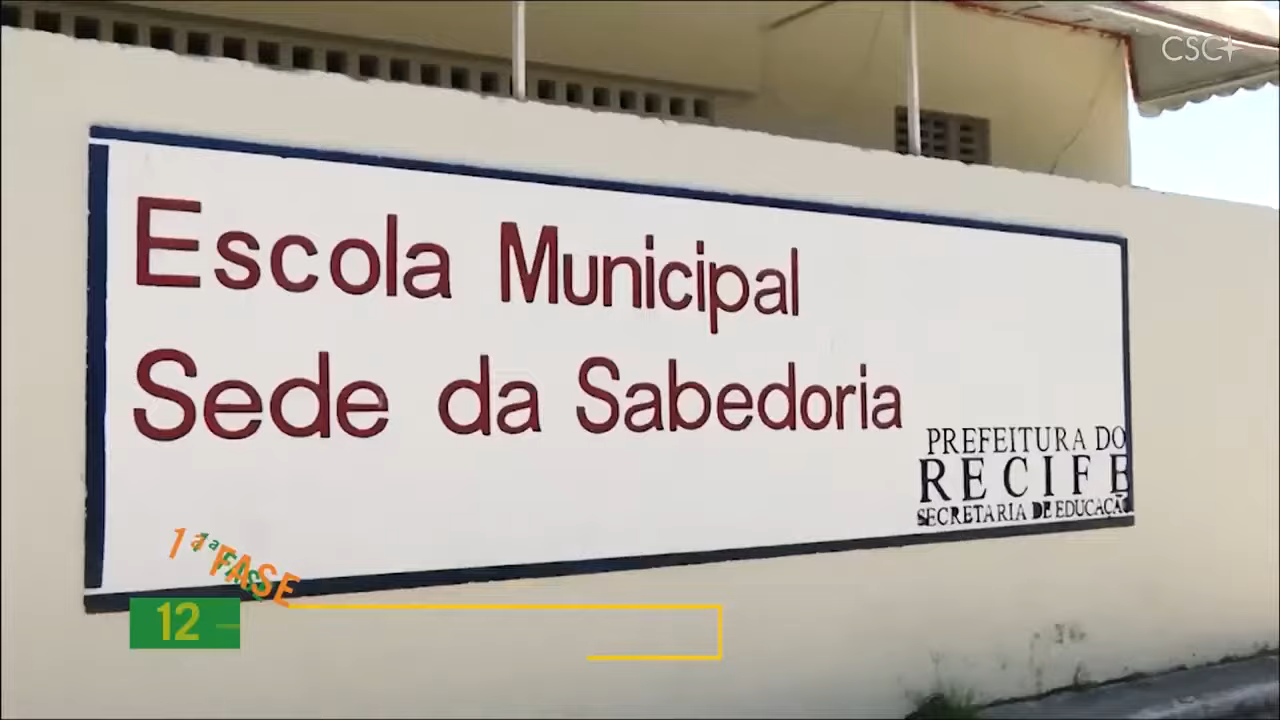 CSC
Escola Municipal
Sede da Sabedoria
PREFEITURA DO
RECIFE
SECRETARIA DE EDUCAÇÃO
1ª FASE
12